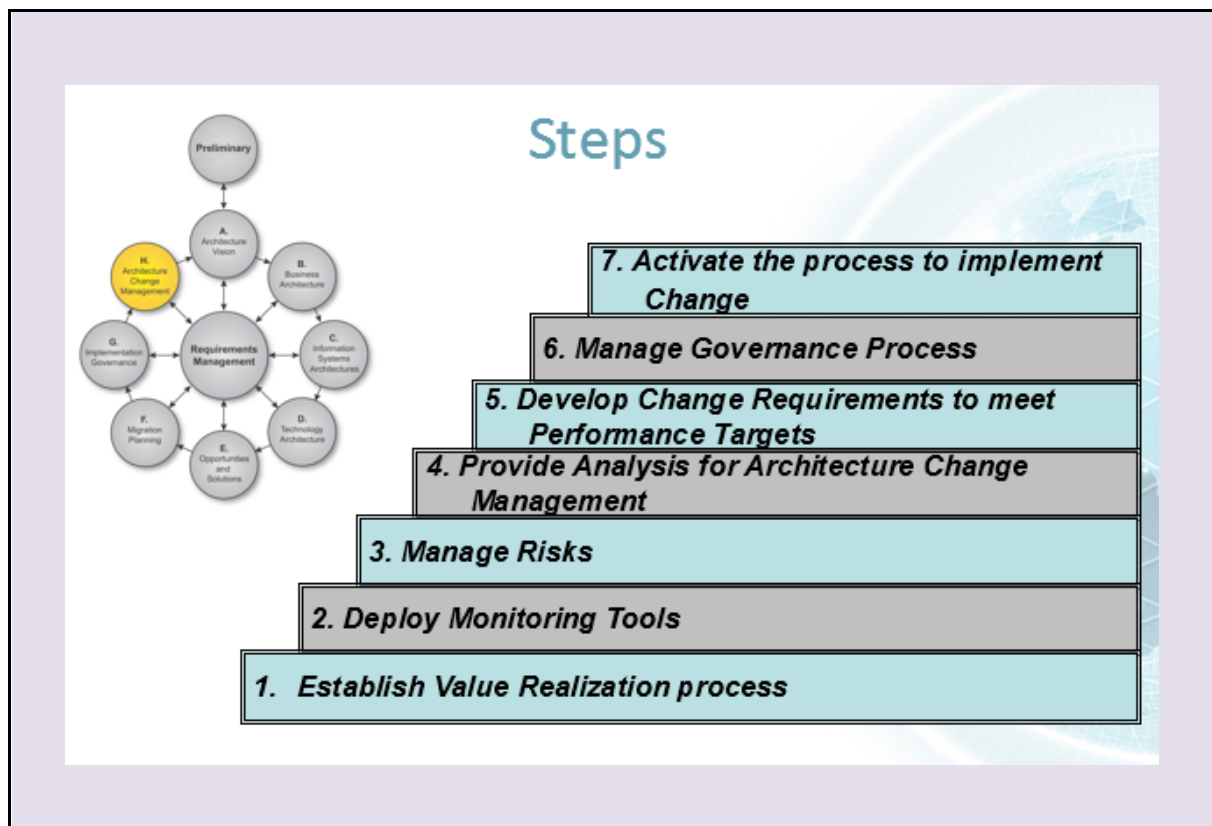 Steps
Preliminary
A.
Architecture
Vision
H.
Architecture
Change
Management
B.
Business
Architecture
G.
Implementation
Governance
Requirements
Management
C.
Information
Systems
Architectures
F.
Migration
Planning
D.
Technology
Architecture
E.
Opportunities
and
Solutions
7. Activate the process to implement
Change
6. Manage Governance Process
5. Develop Change Requirements to meet
Performance Targets
4. Provide Analysis for Architecture Change
Management
3. Manage Risks
2. Deploy Monitoring Tools
1. Establish Value Realization process